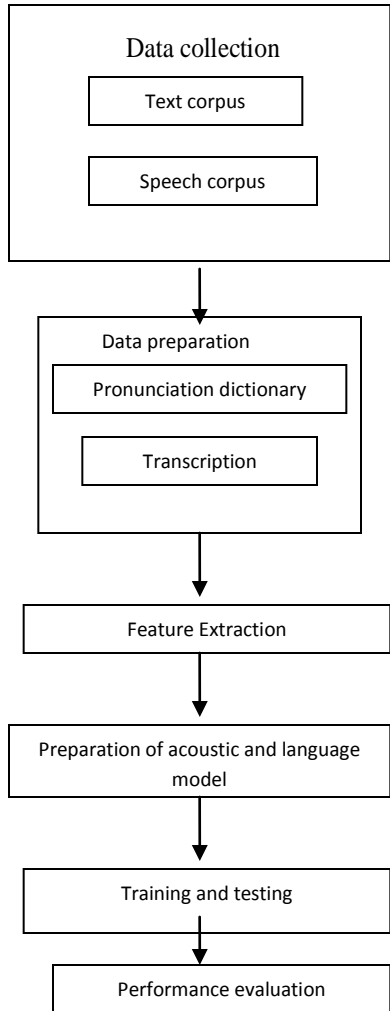 Data collection
Text corpus
Speech corpus
Data preparation
Pronunciation dictionary
Transcription
Feature Extraction
Preparation of acoustic and language
model
Training and testing
Performance evaluation